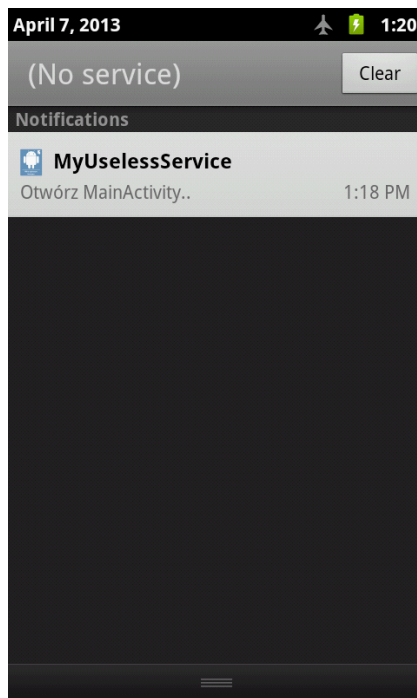 April 7, 2013 1:20
(No service) Clear
Notifications
MyUselessService
Otwórz MainActivity.. 1:18 PM